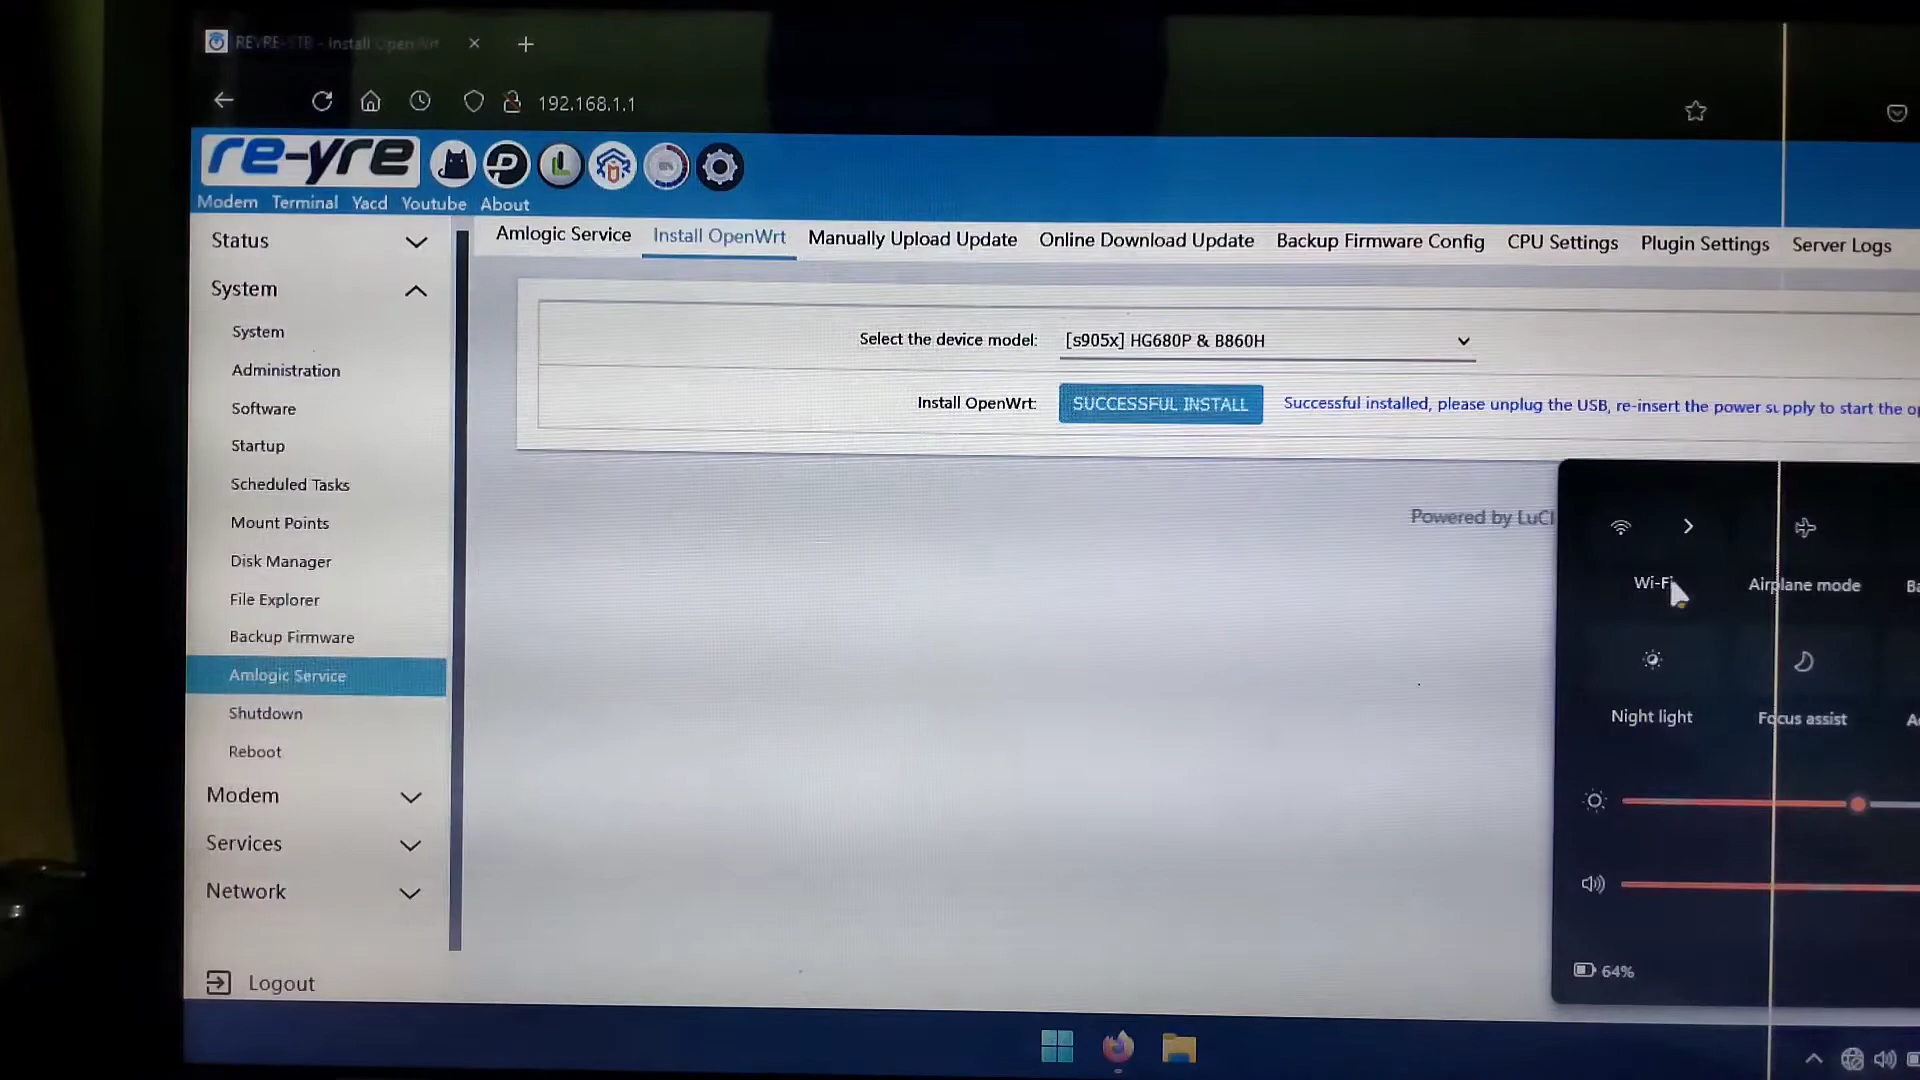 REYRE-STB - Install OpenWrt
192.168.1.1
re-yre
Modem Terminal Yacd Youtube About
Status
System
System
Administration
Software
Startup
Scheduled Tasks
Mount Points
Disk Manager
File Explorer
Backup Firmware
Amlogic Service
Shutdown
Reboot
Modem
Services
Network
Logout
Amlogic Service Install OpenWrt Manually Upload Update Online Download Update Backup Firmware Config CPU Settings Plugin Settings Server Logs
Select the device model: [s905x] HG680P & B860H
Install OpenWrt: SUCCESSFUL INSTALL Successful installed, please unplug the USB, re-insert the power supply to start the
Powered by LuCI
Wi-Fi Airplane mode
Night light Focus assist
64%